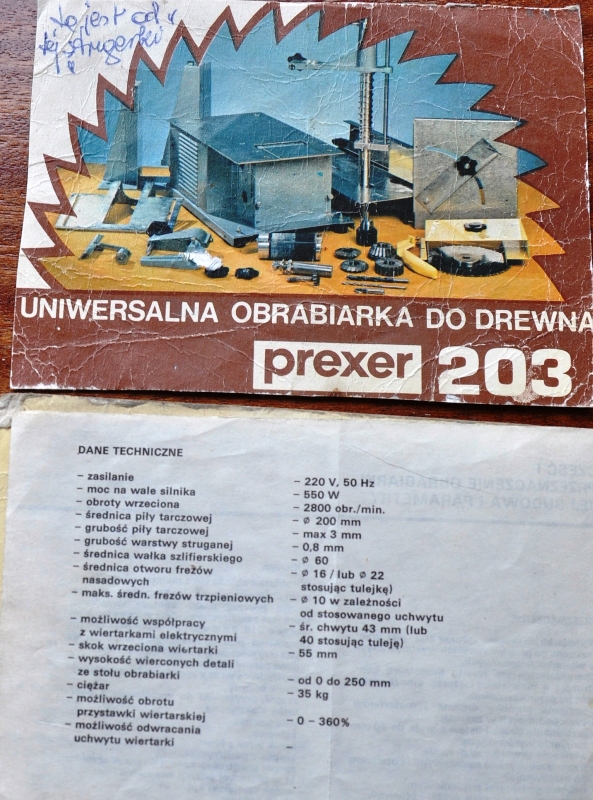 to jest od
tej strugarki
UNIWERSALNA OBRABIARKA DO DREWNA
prexer 203
DANE TECHNICZNE
– zasilanie – 220 V, 50 Hz
– moc na wale silnika – 550 W
– obroty wrzeciona – 2800 obr./min.
– średnica piły tarczowej – ⌀ 200 mm
– grubość piły tarczowej – max 3 mm
– grubość warstwy struganej – 0,8 mm
– średnica wałka szlifierskiego – ⌀ 60
– średnica otworu frezów – ⌀ 16 / lub ⌀ 22
nasadowych stosując tulejkę)
– maks. średn. frezów trzpieniowych – ⌀ 10 w zależności
od stosowanego uchwytu
– możliwość współpracy – śr. chwytu 43 mm (lub
z wiertarkami elektrycznymi 40 stosując tuleję)
– skok wrzeciona wiertarki – 55 mm
– wysokość wierconych detali
ze stołu obrabiarki – od 0 do 250 mm
– ciężar – 35 kg
– możliwość obrotu
przystawki wiertarskiej – 0 – 360%
– możliwość odwracania
uchwytu wiertarki –